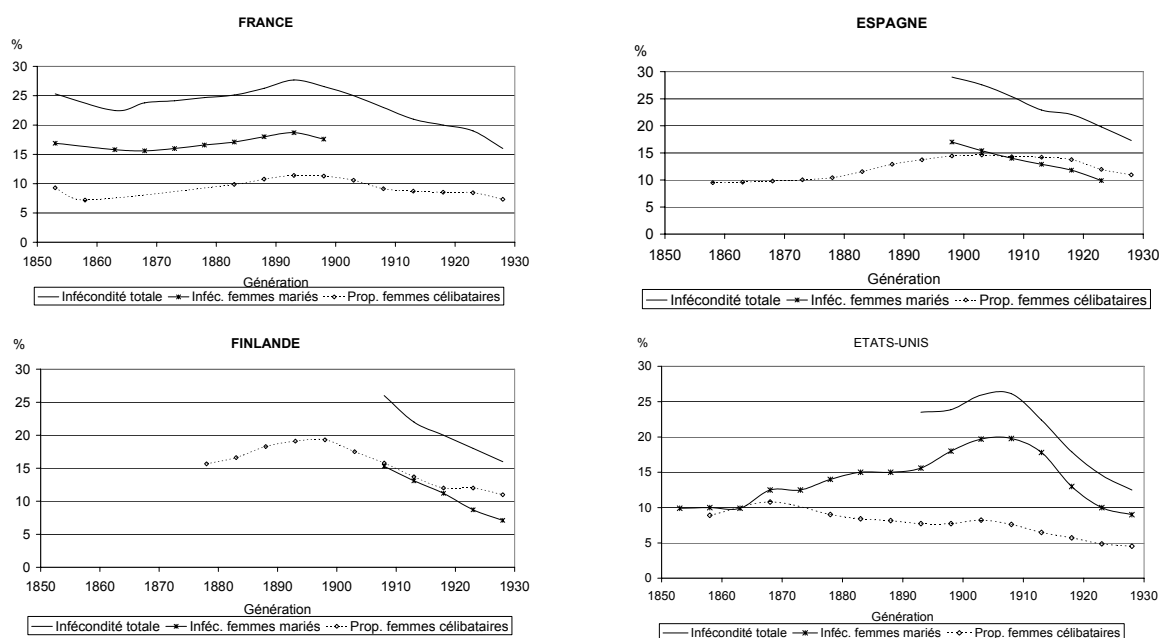 FRANCE
%
30
25
20
15
10
5
0
1850 1860 1870 1880 1890 1900 1910 1920 1930
Génération
Infécondité totale Inféc. femmes mariés Prop. femmes célibataires
ESPAGNE
%
30
25
20
15
10
5
0
1850 1860 1870 1880 1890 1900 1910 1920 1930
Génération
Infécondité totale Inféc. femmes mariés Prop. femmes célibataires
FINLANDE
%
30
25
20
15
10
5
0
1850 1860 1870 1880 1890 1900 1910 1920 1930
Génération
Infécondité totale Inféc. femmes mariés Prop. femmes célibataires
ETATS-UNIS
%
30
25
20
15
10
5
0
1850 1860 1870 1880 1890 1900 1910 1920 1930
Génération
Infécondité totale Inféc. femmes mariés Prop. femmes célibataires